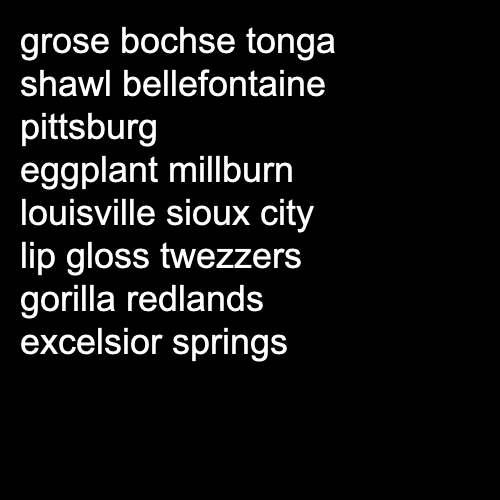 grose bochse tonga
shawl bellefontaine
pittsburg
eggplant millburn
louisville sioux city
lip gloss twezzers
gorilla redlands
excelsior springs